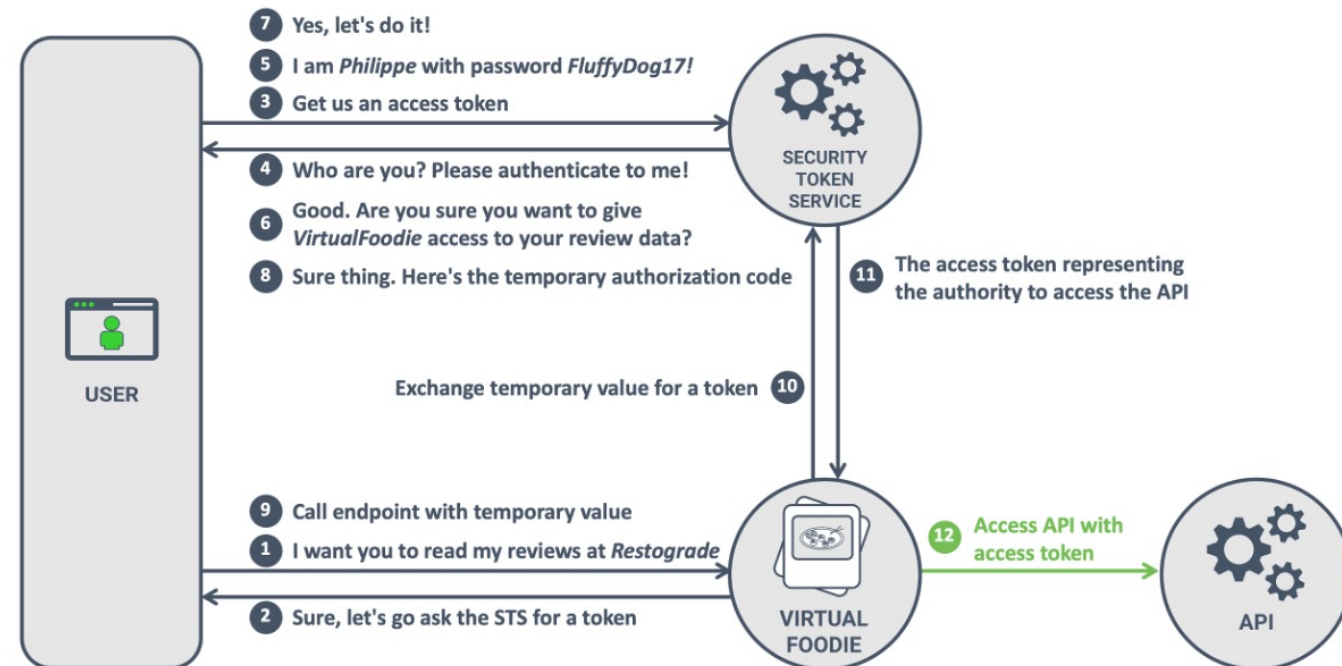 7 Yes, let's do it!
5 I am Philippe with password FluffyDog17!
3 Get us an access token
4 Who are you? Please authenticate to me!
6 Good. Are you sure you want to give
VirtualFoodie access to your review data?
8 Sure thing. Here's the temporary authorization code
SECURITY
TOKEN
SERVICE
11 The access token representing
the authority to access the API
USER
Exchange temporary value for a token 10
9 Call endpoint with temporary value
1 I want you to read my reviews at Restograde
2 Sure, let's go ask the STS for a token
VIRTUAL
FOODIE
12 Access API with
access token
API